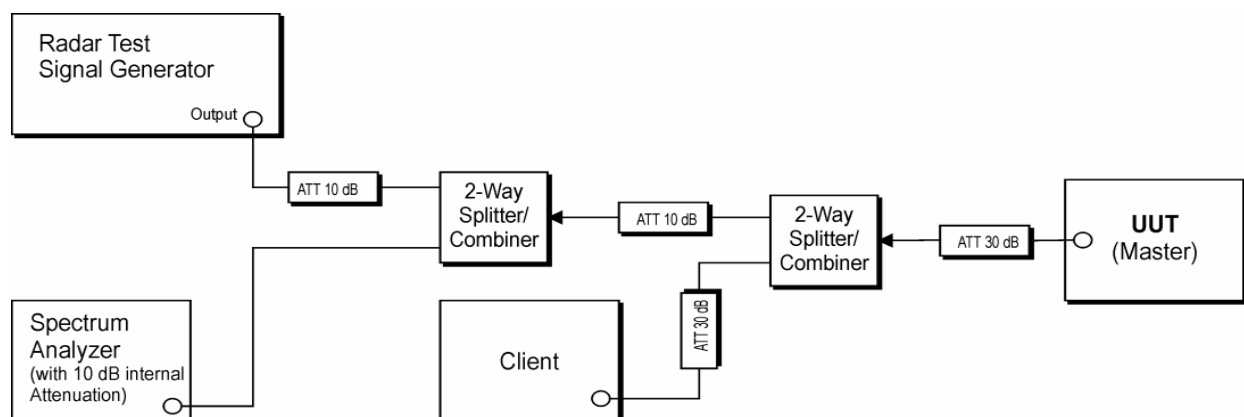 Radar Test
Signal Generator
Output
ATT 10 dB
2-Way
Splitter/
Combiner
ATT 10 dB
2-Way
Splitter/
Combiner
ATT 30 dB
UUT
(Master)
Spectrum
Analyzer
(with 10 dB internal
Attenuation)
Client
ATT 30 dB